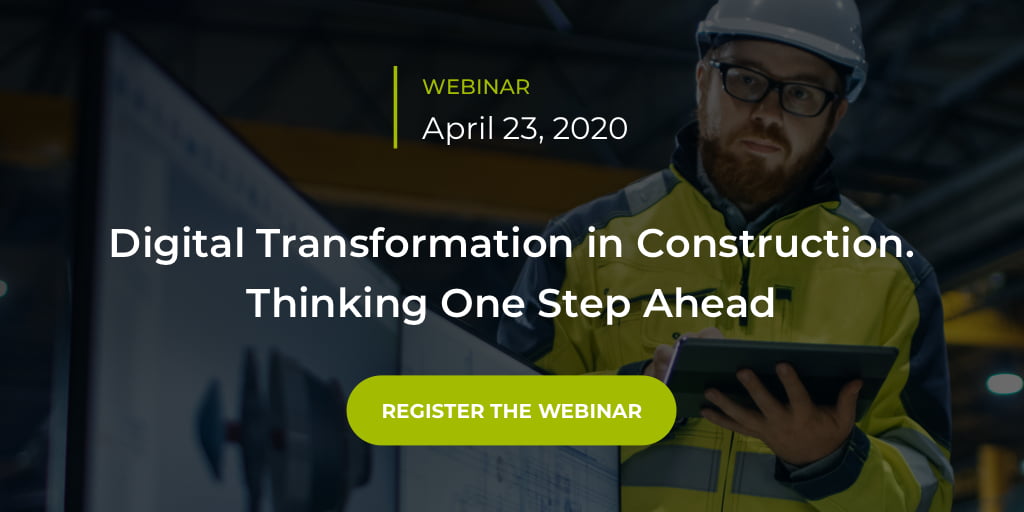 WEBINAR
April 23, 2020
Digital Transformation in Construction.
Thinking One Step Ahead
REGISTER THE WEBINAR